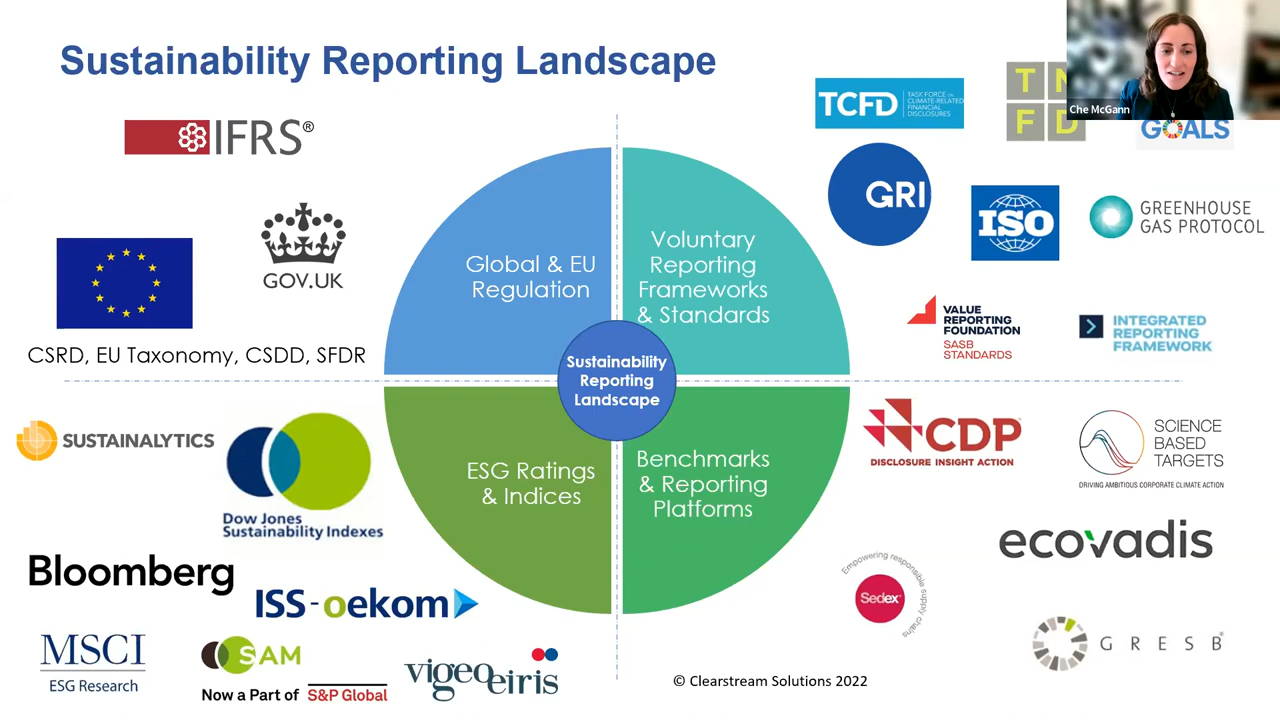 Sustainability Reporting Landscape
Che McGann
IFRS®
GOV.UK
CSRD, EU Taxonomy, CSDD, SFDR
Global & EU
Regulation
Voluntary
Reporting
Frameworks
& Standards
TCFD
TASK FORCE ON
CLIMATE-RELATED
FINANCIAL
DISCLOSURES
T N
F D
GOALS
GRI
ISO
GREENHOUSE
GAS PROTOCOL
VALUE
REPORTING
FOUNDATION
SASB
STANDARDS
INTEGRATED
REPORTING
FRAMEWORK
Sustainability
Reporting
Landscape
SUSTAINALYTICS
Dow Jones
Sustainability Indexes
Bloomberg
ISS-oekom
MSCI
ESG Research
SAM
Now a Part of S&P Global
vigeo
eiris
ESG Ratings
& Indices
Benchmarks
& Reporting
Platforms
CDP
DISCLOSURE INSIGHT ACTION
SCIENCE
BASED
TARGETS
DRIVING AMBITIOUS CORPORATE CLIMATE ACTION
ecovadis
Empowering responsible supply chains
Sedex
GRESB
© Clearstream Solutions 2022